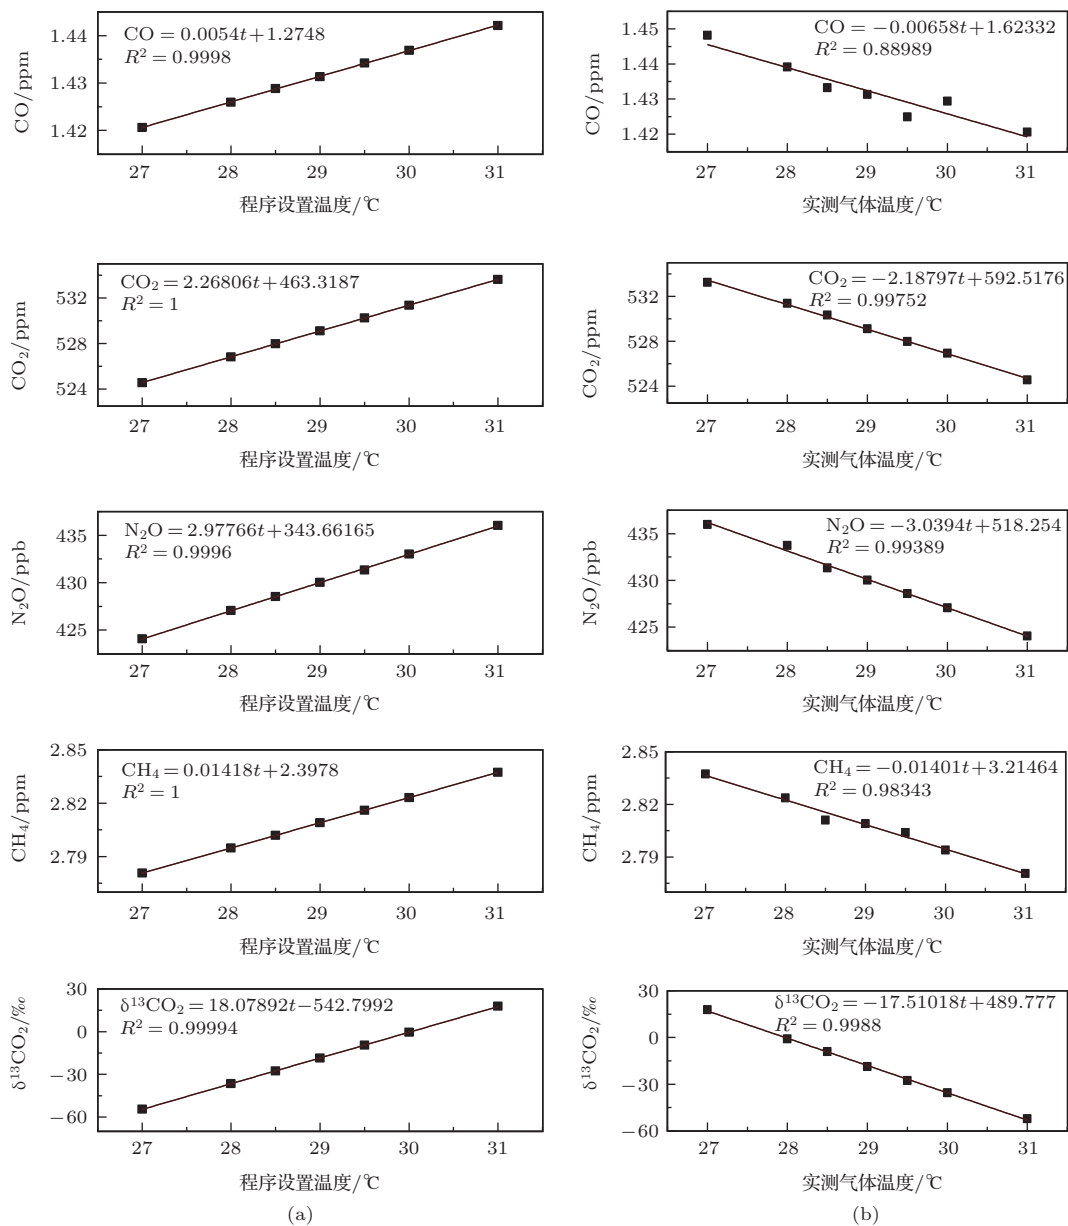 CO = 0.0054t+1.2748
R² = 0.9998
CO/ppm
1.44
1.43
1.42
27 28 29 30 31
程序设置温度/℃
CO = −0.00658t+1.62332
R² = 0.88989
CO/ppm
1.45
1.44
1.43
1.42
27 28 29 30 31
实测气体温度/℃
CO₂ = 2.26806t+463.3187
R² = 1
CO₂/ppm
532
528
524
27 28 29 30 31
程序设置温度/℃
CO₂ = −2.18797t+592.5176
R² = 0.99752
CO₂/ppm
532
528
524
27 28 29 30 31
实测气体温度/℃
N₂O = 2.97766t+343.66165
R² = 0.9996
N₂O/ppb
435
430
425
27 28 29 30 31
程序设置温度/℃
N₂O = −3.0394t+518.254
R² = 0.99389
N₂O/ppb
435
430
425
27 28 29 30 31
实测气体温度/℃
CH₄ = 0.01418t+2.3978
R² = 1
CH₄/ppm
2.85
2.82
2.79
27 28 29 30 31
程序设置温度/℃
CH₄ = −0.01401t+3.21464
R² = 0.98343
CH₄/ppm
2.85
2.82
2.79
27 28 29 30 31
实测气体温度/℃
δ¹³CO₂ = 18.07892t−542.7992
R² = 0.99994
δ¹³CO₂/‰
30
0
−30
−60
27 28 29 30 31
程序设置温度/℃
(a)
δ¹³CO₂ = −17.51018t+489.777
R² = 0.9988
δ¹³CO₂/‰
30
0
−30
−60
27 28 29 30 31
实测气体温度/℃
(b)